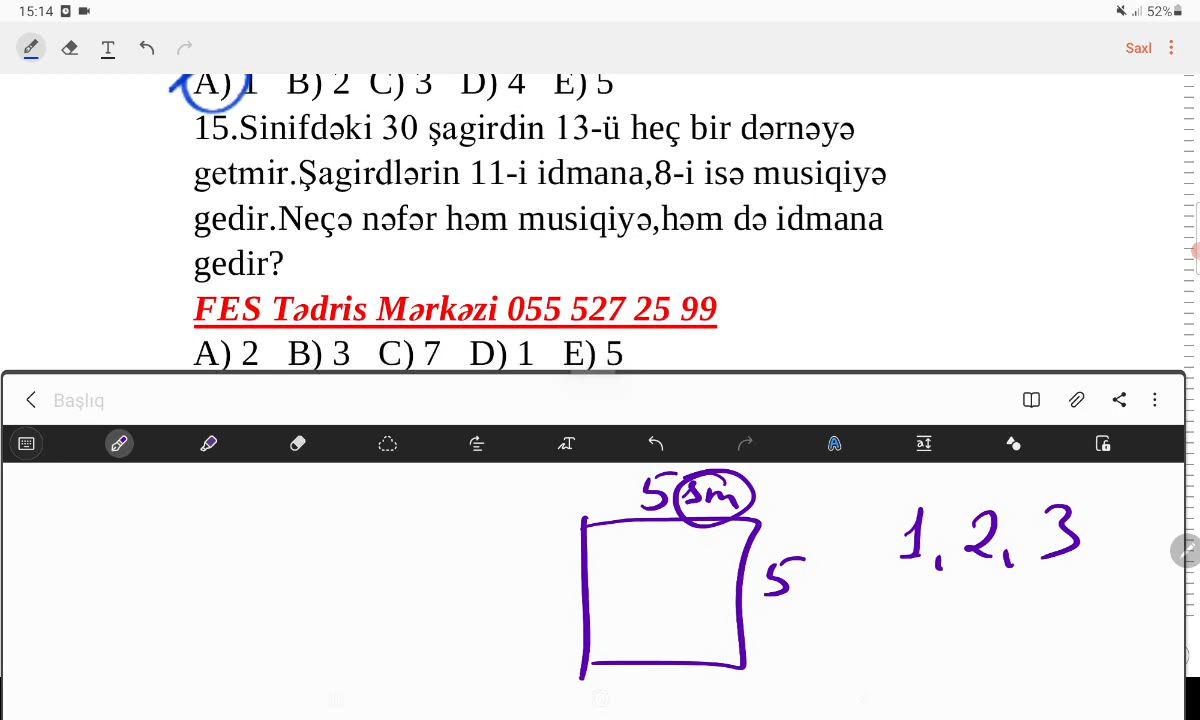 15:14 52%
Saxl
A) 1 B) 2 C) 3 D) 4 E) 5
15.Sinifdəki 30 şagirdin 13-ü heç bir dərnəyə
getmir.Şagirdlərin 11-i idmana,8-i isə musiqiyə
gedir.Neçə nəfər həm musiqiyə,həm də idmana
gedir?
FES Tədris Mərkəzi 055 527 25 99
A) 2 B) 3 C) 7 D) 1 E) 5
Başlıq
5 sm
1, 2, 3
5